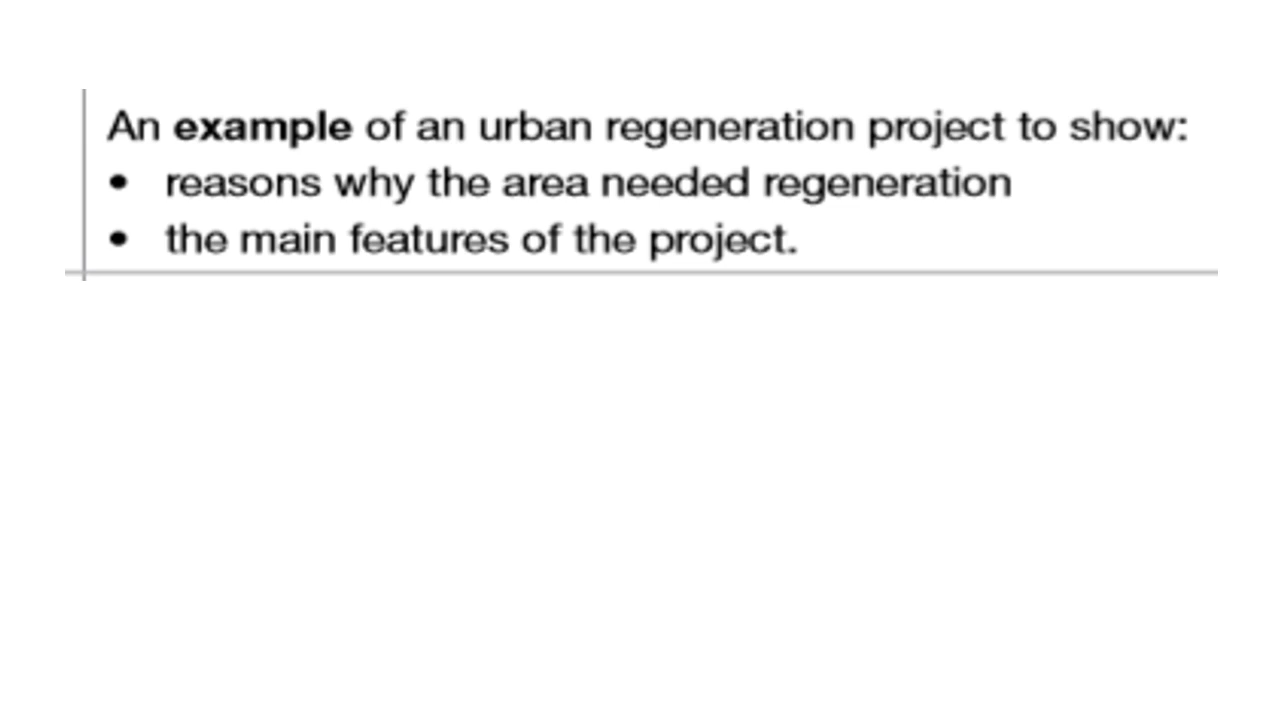 An example of an urban regeneration project to show:
• reasons why the area needed regeneration
• the main features of the project.